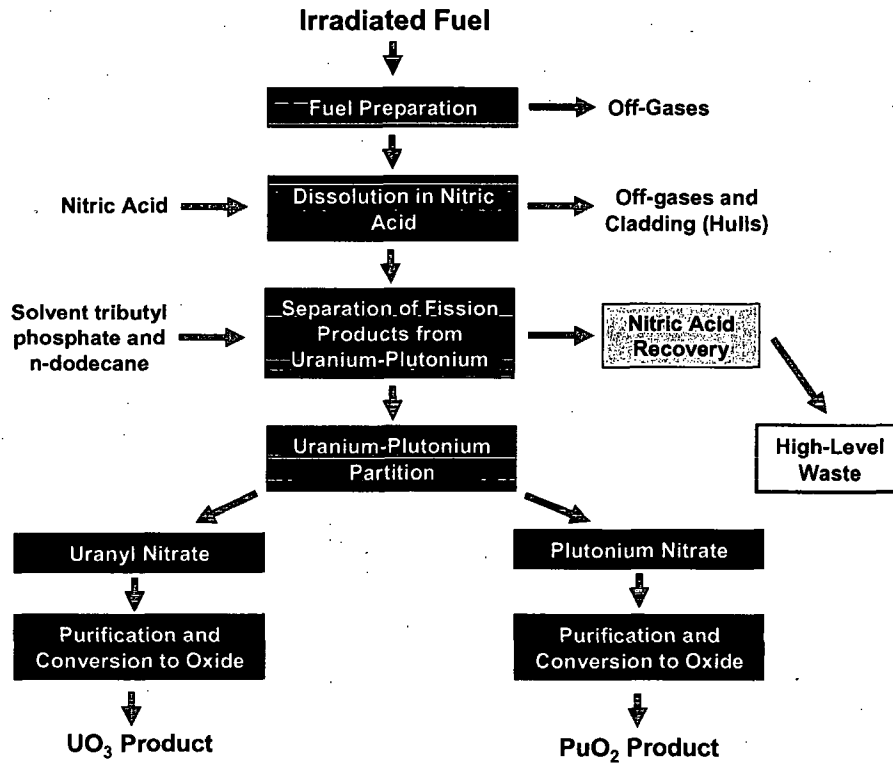 Irradiated Fuel
Fuel Preparation
Off-Gases
Nitric Acid
Dissolution in Nitric
Acid
Off-gases and
Cladding (Hulls)
Solvent tributyl
phosphate and
n-dodecane
Separation of Fission
Products from
Uranium-Plutonium
Nitric Acid
Recovery
Uranium-Plutonium
Partition
High-Level
Waste
Uranyl Nitrate
Plutonium Nitrate
Purification and
Conversion to Oxide
Purification and
Conversion to Oxide
UO₃ Product
PuO₂ Product